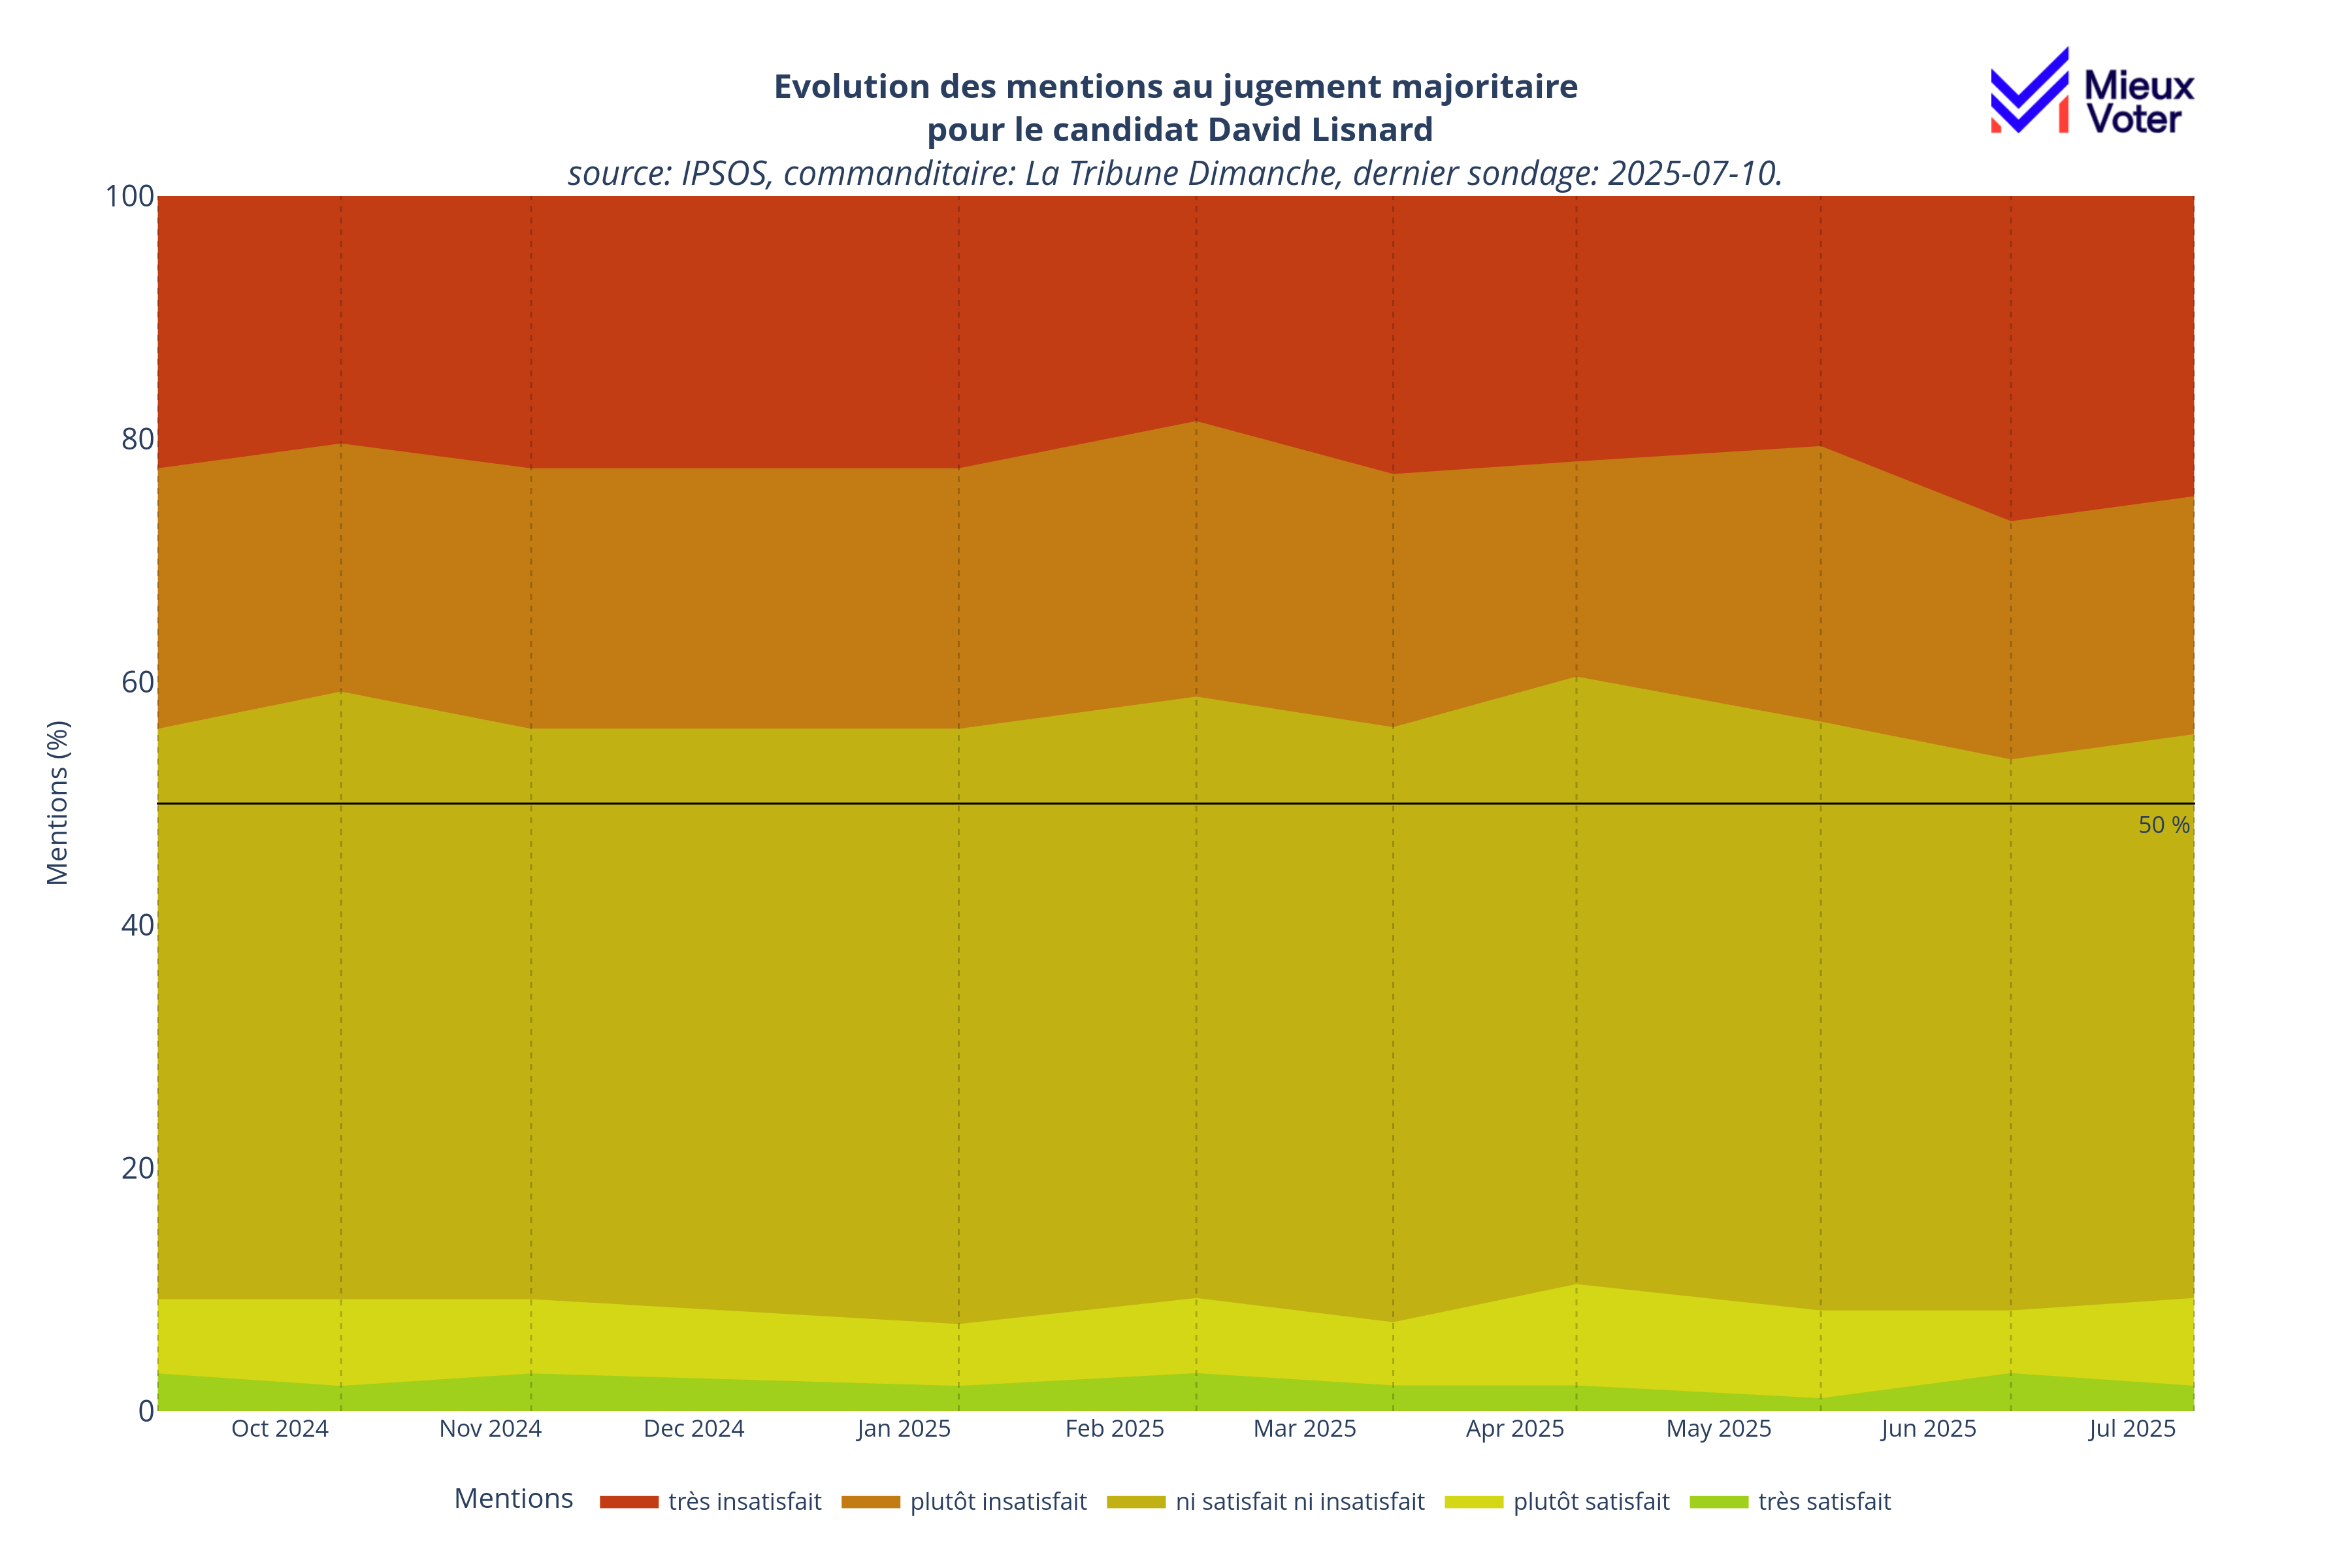 Evolution des mentions au jugement majoritaire
pour le candidat David Lisnard
source: IPSOS, commanditaire: La Tribune Dimanche, dernier sondage: 2025-07-10.
Mieux
Voter
100
80
60
40
20
0
Mentions (%)
50 %
Oct 2024
Nov 2024
Dec 2024
Jan 2025
Feb 2025
Mar 2025
Apr 2025
May 2025
Jun 2025
Jul 2025
Mentions
très insatisfait
plutôt insatisfait
ni satisfait ni insatisfait
plutôt satisfait
très satisfait